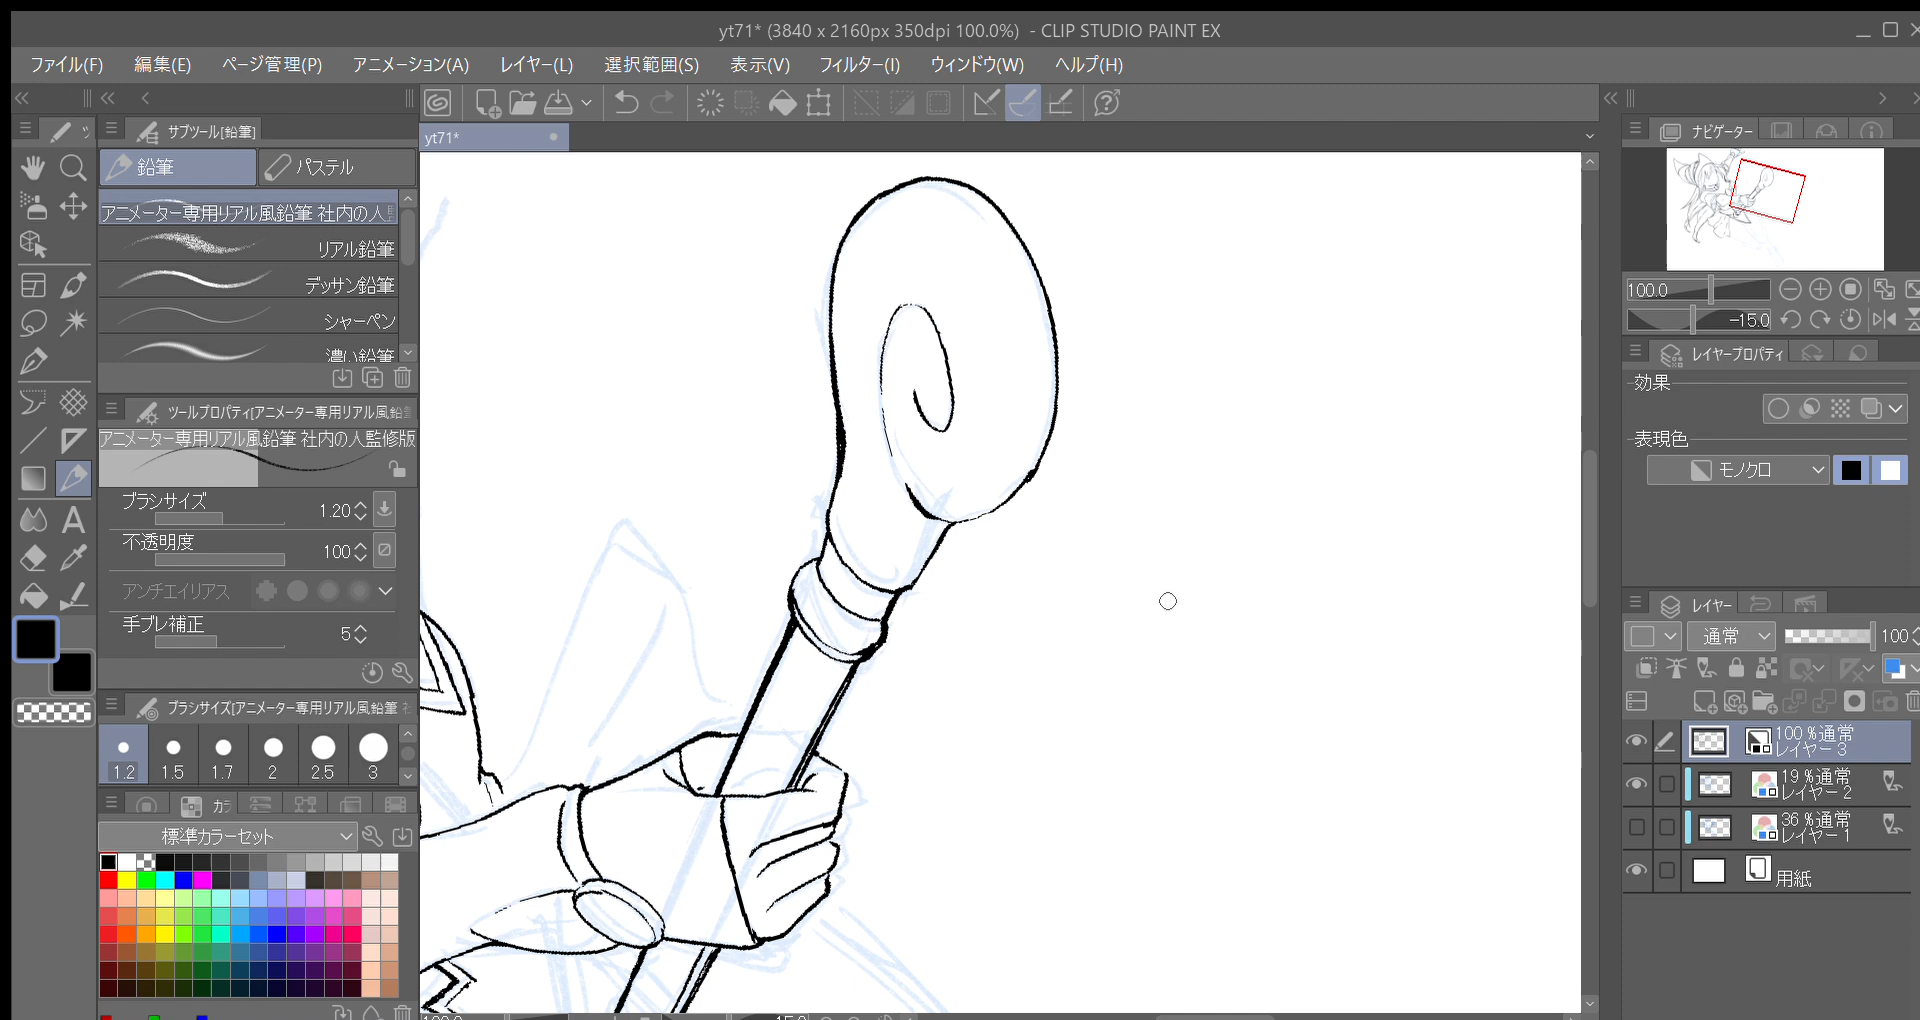 yt71* (3840 x 2160px 350dpi 100.0%) - CLIP STUDIO PAINT EX
ファイル(F) 編集(E) ページ管理(P) アニメーション(A) レイヤー(L) 選択範囲(S) 表示(V) フィルター(I) ウィンドウ(W) ヘルプ(H)
サブツール[鉛筆]
yt71*
ナビゲーター
鉛筆 パステル
アニメーター専用リアル風鉛筆 社内の人
リアル鉛筆
デッサン鉛筆
シャーペン
濃い鉛筆
100.0
-15.0
レイヤープロパティ
効果
表現色
モノクロ
ツールプロパティ[アニメーター専用リアル風鉛
アニメーター専用リアル風鉛筆 社内の人監修版
ブラシサイズ 1.20
不透明度 100
アンチエイリアス
手ブレ補正 5
ブラシサイズ[アニメーター専用リアル風鉛筆
1.2 1.5 1.7 2 2.5 3
カラ
標準カラーセット
レイヤー
通常 100
100 %通常
レイヤー 3
19 %通常
レイヤー 2
36 %通常
レイヤー 1
用紙